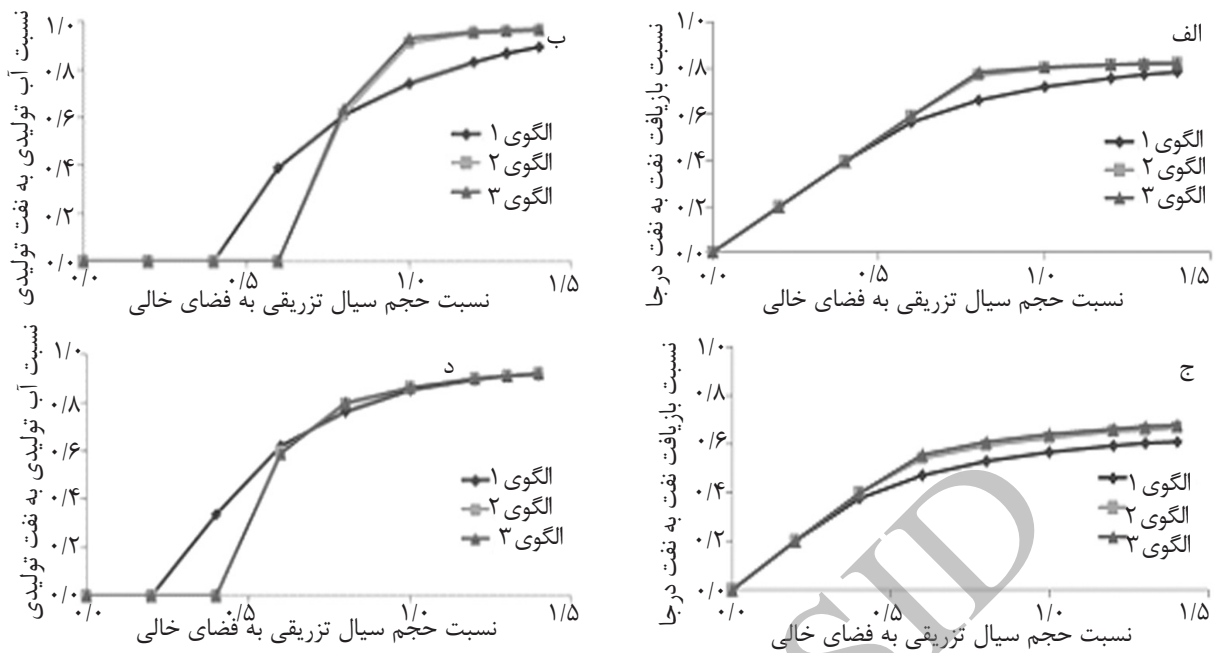 الف
نسبت بازیافت نفت به نفت درجا
۱/۰
۰/۸
۰/۶
۰/۴
۰/۲
۰/۰
۰/۰
۰/۵
۱/۰
۱/۵
نسبت حجم سیال تزریقی به فضای خالی
الگوی ۱
الگوی ۲
الگوی ۳
ب
نسبت آب تولیدی به نفت تولیدی
۱/۰
۰/۸
۰/۶
۰/۴
۰/۲
۰/۰
۰/۰
۰/۵
۱/۰
۱/۵
نسبت حجم سیال تزریقی به فضای خالی
الگوی ۱
الگوی ۲
الگوی ۳
ج
نسبت بازیافت نفت به نفت درجا
۱/۰
۰/۸
۰/۶
۰/۴
۰/۲
۰/۰
۰/۰
۰/۵
۱/۰
۱/۵
نسبت حجم سیال تزریقی به فضای خالی
الگوی ۱
الگوی ۲
الگوی ۳
د
نسبت آب تولیدی به نفت تولیدی
۱/۰
۰/۸
۰/۶
۰/۴
۰/۲
۰/۰
۰/۰
۰/۵
۱/۰
۱/۵
نسبت حجم سیال تزریقی به فضای خالی
الگوی ۱
الگوی ۲
الگوی ۳
SID